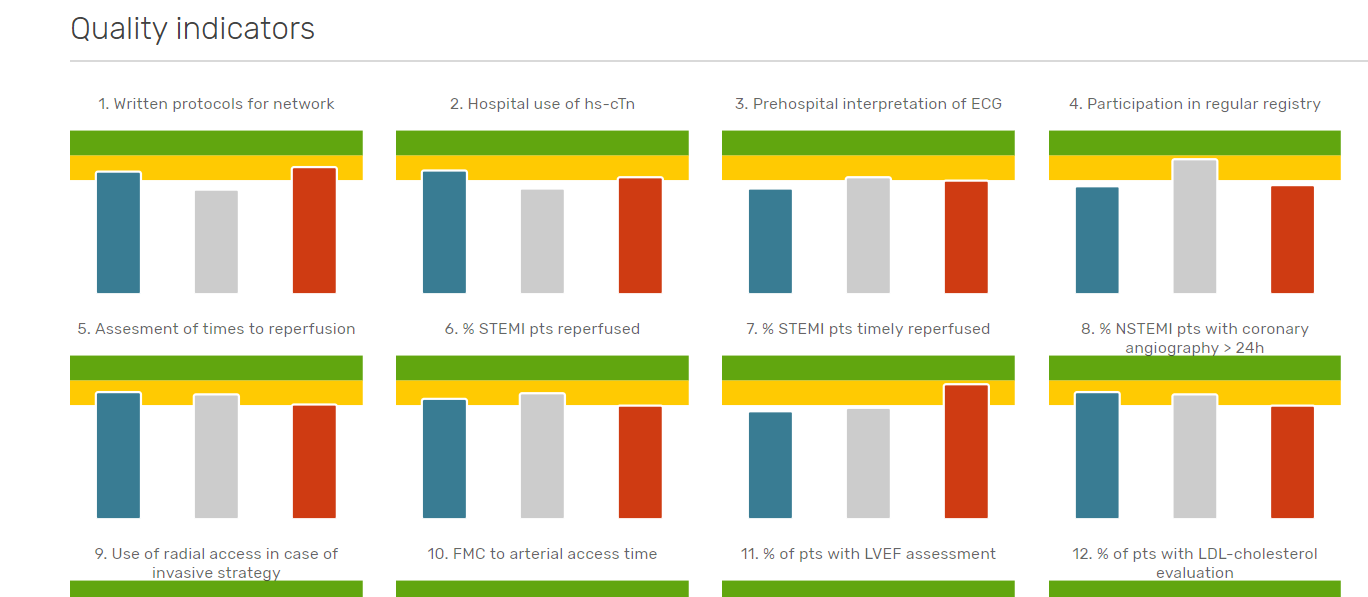 Quality indicators
1. Written protocols for network
2. Hospital use of hs-cTn
3. Prehospital interpretation of ECG
4. Participation in regular registry
5. Assesment of times to reperfusion
6. % STEMI pts reperfused
7. % STEMI pts timely reperfused
8. % NSTEMI pts with coronary
angiography > 24h
9. Use of radial access in case of
invasive strategy
10. FMC to arterial access time
11. % of pts with LVEF assessment
12. % of pts with LDL-cholesterol
evaluation